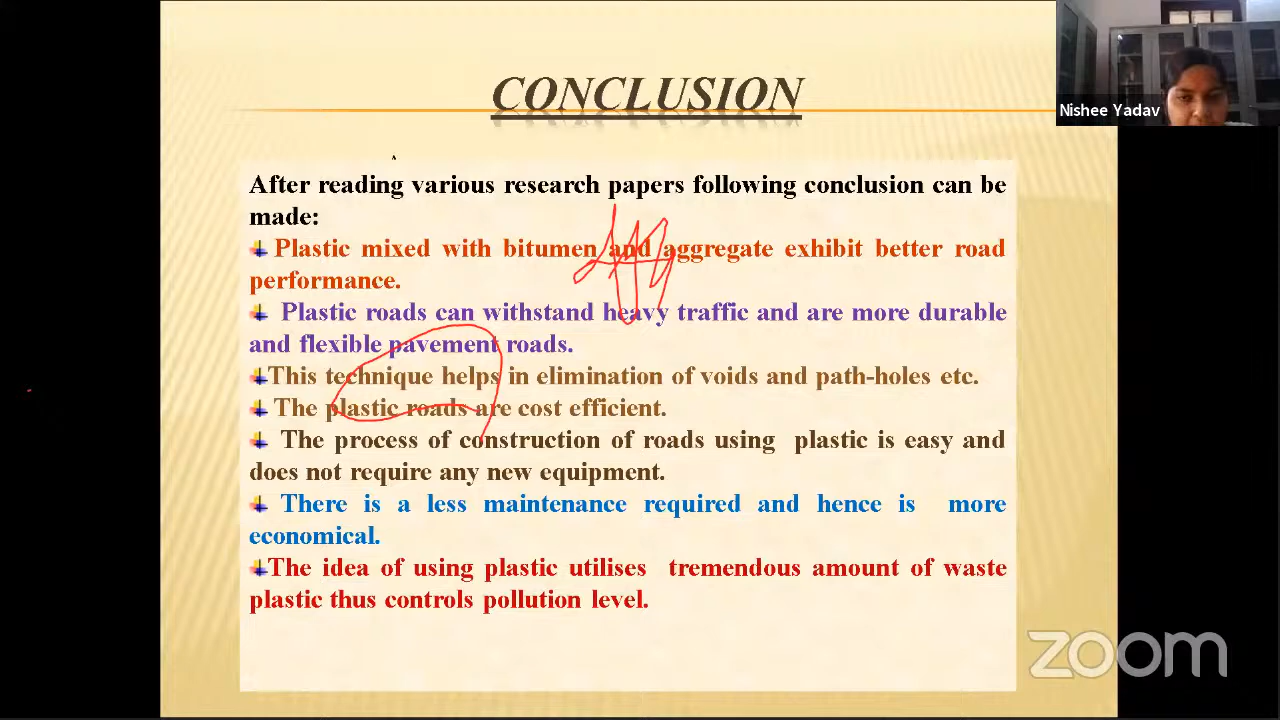 CONCLUSION
Nishee Yadav
After reading various research papers following conclusion can be
made:
Plastic mixed with bitumen and aggregate exhibit better road
performance.
Plastic roads can withstand heavy traffic and are more durable
and flexible pavement roads.
This technique helps in elimination of voids and path-holes etc.
The plastic roads are cost efficient.
The process of construction of roads using plastic is easy and
does not require any new equipment.
There is a less maintenance required and hence is more
economical.
The idea of using plastic utilises tremendous amount of waste
plastic thus controls pollution level.
zoom